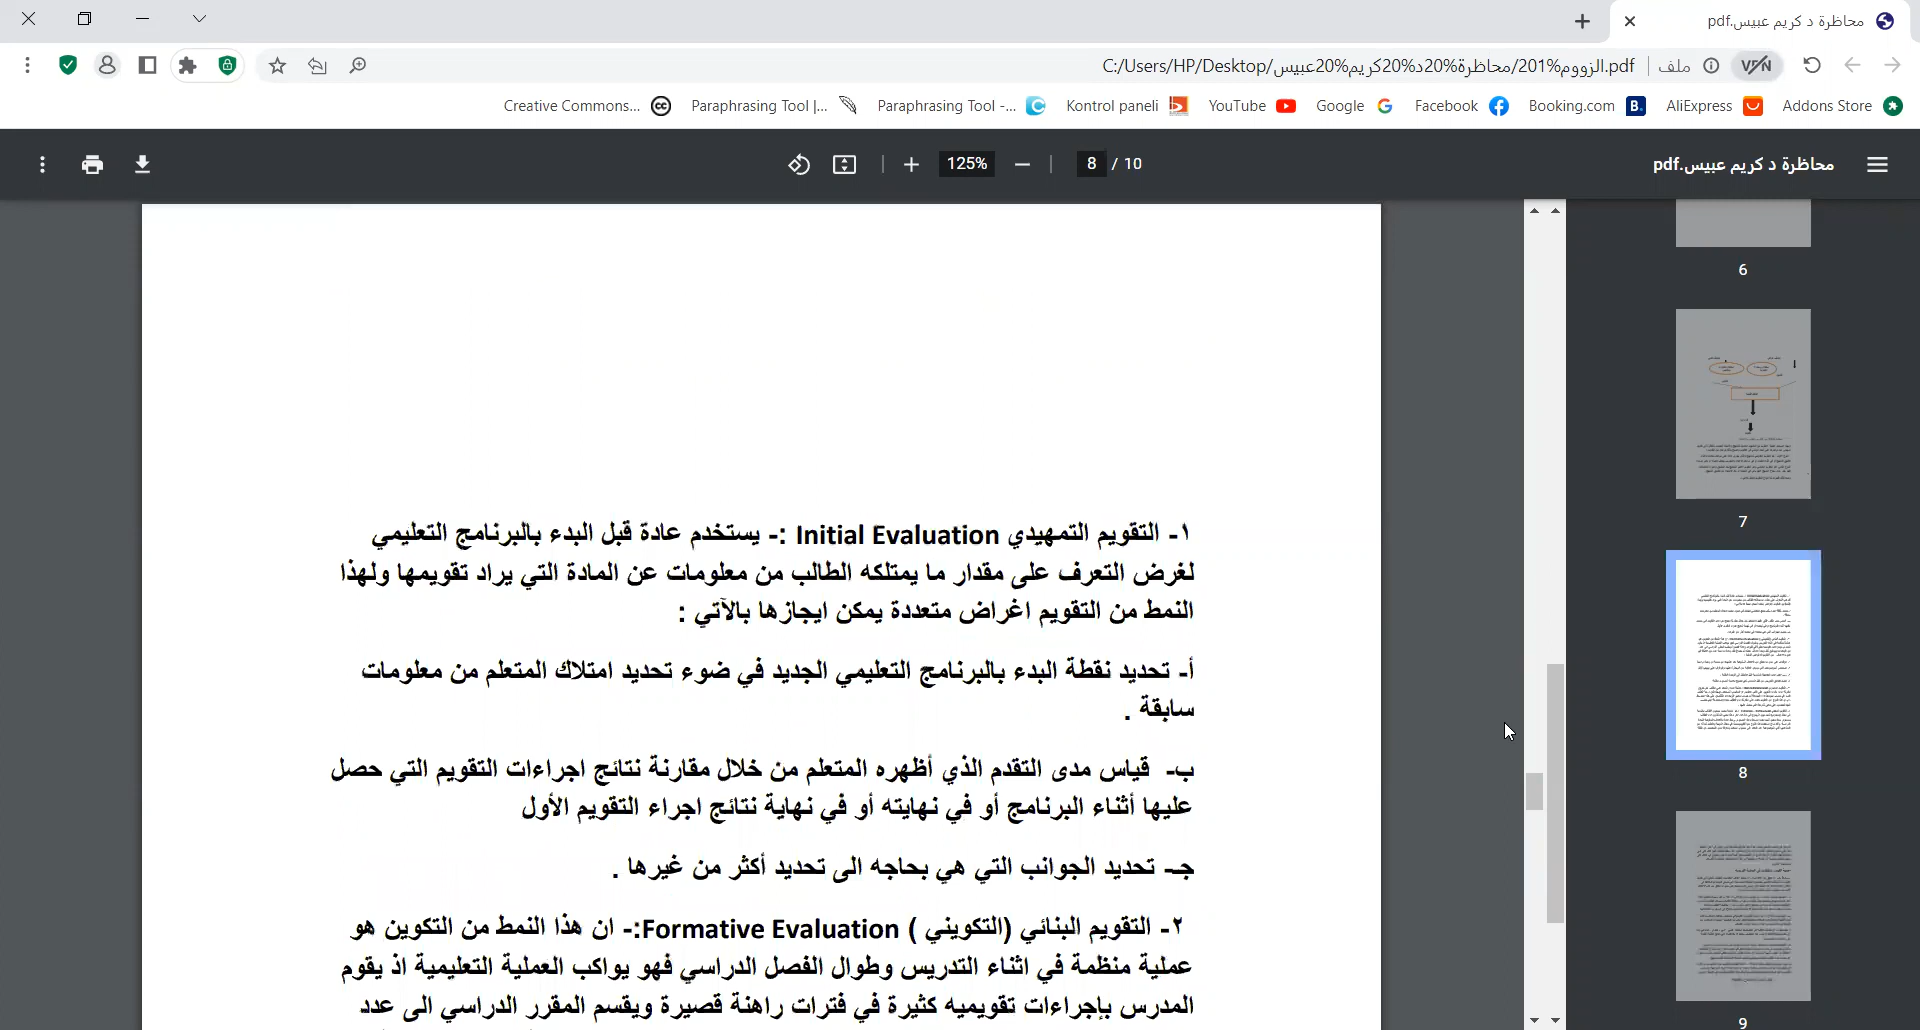 محاظرة د كريم عبيس.pdf
C:/Users/HP/Desktop/الزووم%201/محاظرة%20د%20كريم%20عبيس.pdf
ملف
VPN
Creative Commons...
Paraphrasing Tool |...
Paraphrasing Tool -...
Kontrol paneli
YouTube
Google
Facebook
Booking.com
AliExpress
Addons Store
محاظرة د كريم عبيس.pdf
8 / 10
125%
١- التقويم التمهيدي Initial Evaluation :- يستخدم عادة قبل البدء بالبرنامج التعليمي
لغرض التعرف على مقدار ما يمتلكه الطالب من معلومات عن المادة التي يراد تقويمها ولهذا
النمط من التقويم اغراض متعددة يمكن ايجازها بالآتي :
أ- تحديد نقطة البدء بالبرنامج التعليمي الجديد في ضوء تحديد امتلاك المتعلم من معلومات
سابقة .
ب- قياس مدى التقدم الذي أظهره المتعلم من خلال مقارنة نتائج اجراءات التقويم التي حصل
عليها أثناء البرنامج أو في نهايته أو في نهاية نتائج اجراء التقويم الأول
جـ- تحديد الجوانب التي هي بحاجه الى تحديد أكثر من غيرها .
٢- التقويم البنائي (التكويني ) Formative Evaluation:- ان هذا النمط من التكوين هو
عملية منظمة في اثناء التدريس وطوال الفصل الدراسي فهو يواكب العملية التعليمية اذ يقوم
المدرس بإجراءات تقويميه كثيرة في فترات راهنة قصيرة ويقسم المقرر الدراسي الى عدد
6
7
8
9